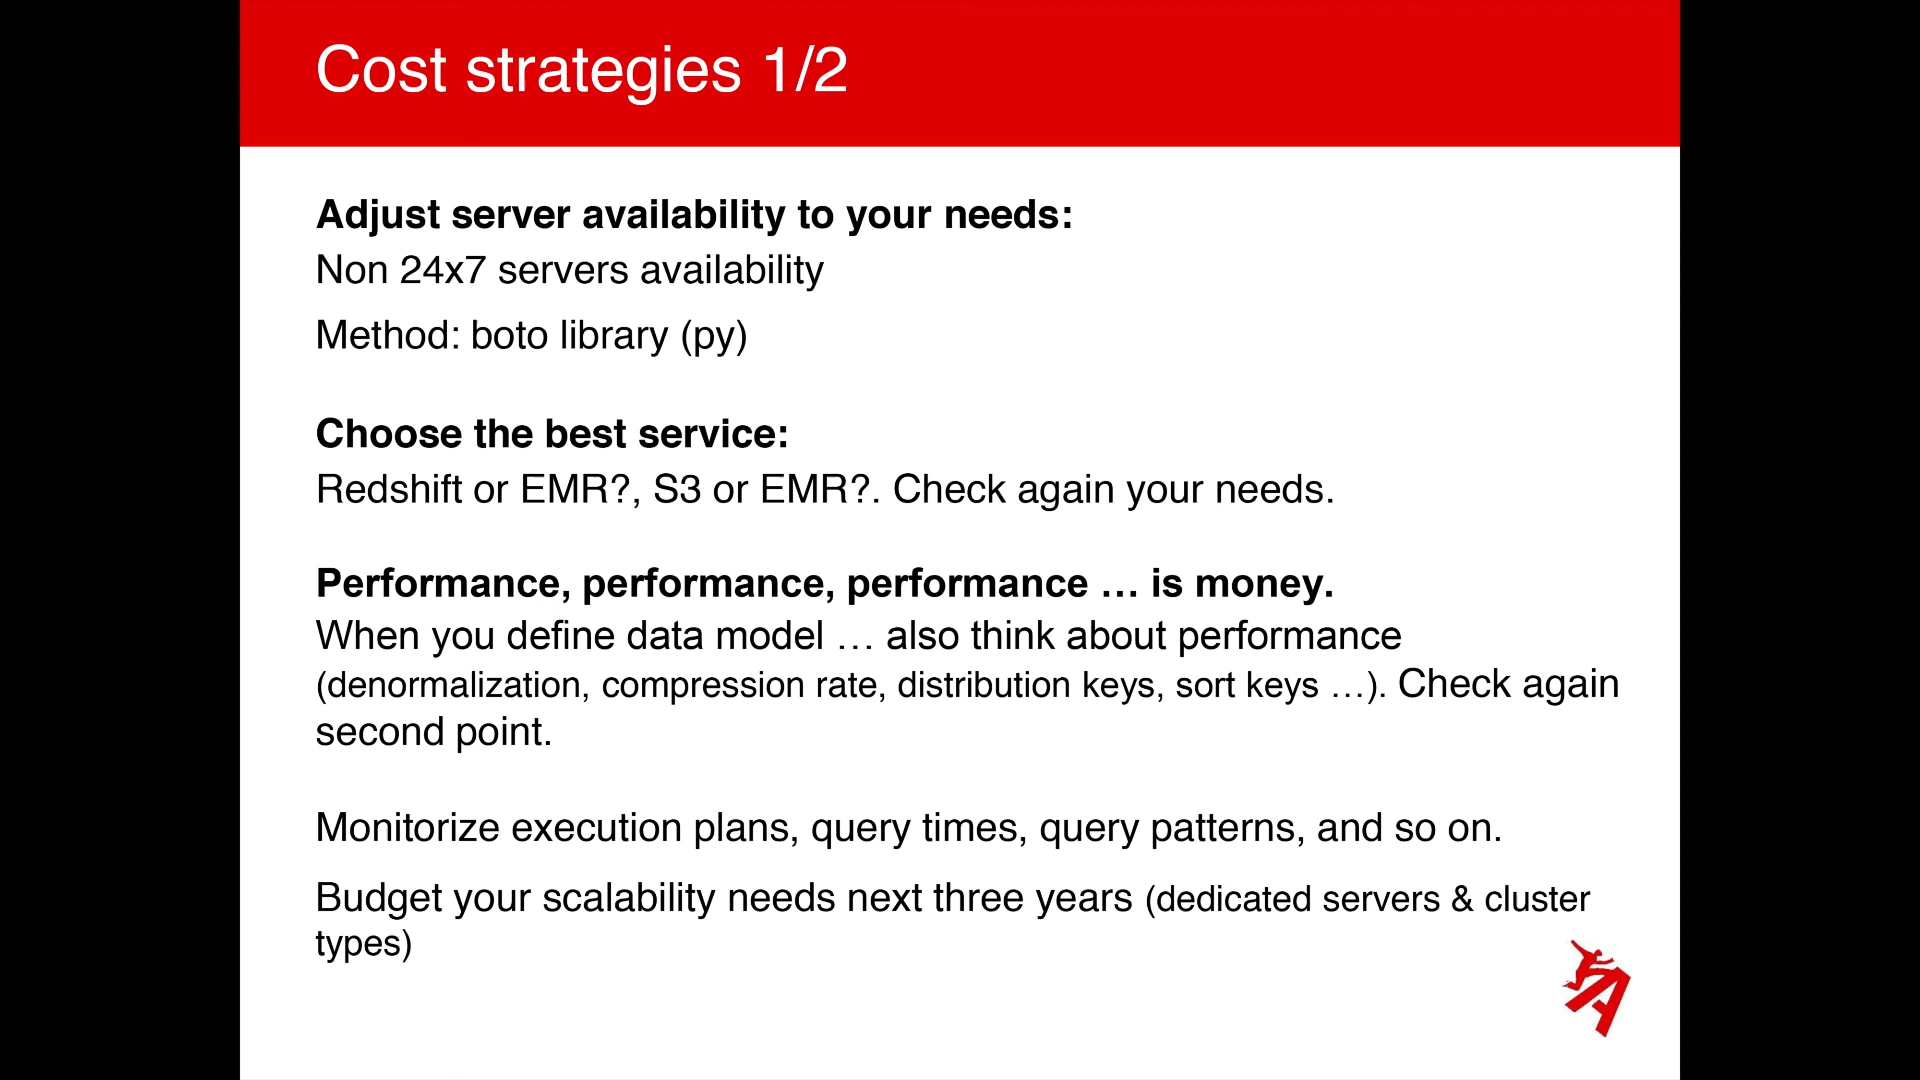 Cost strategies 1/2
Adjust server availability to your needs:
Non 24x7 servers availability
Method: boto library (py)
Choose the best service:
Redshift or EMR?, S3 or EMR?. Check again your needs.
Performance, performance, performance … is money.
When you define data model … also think about performance
(denormalization, compression rate, distribution keys, sort keys …). Check again
second point.
Monitorize execution plans, query times, query patterns, and so on.
Budget your scalability needs next three years (dedicated servers & cluster
types)
A